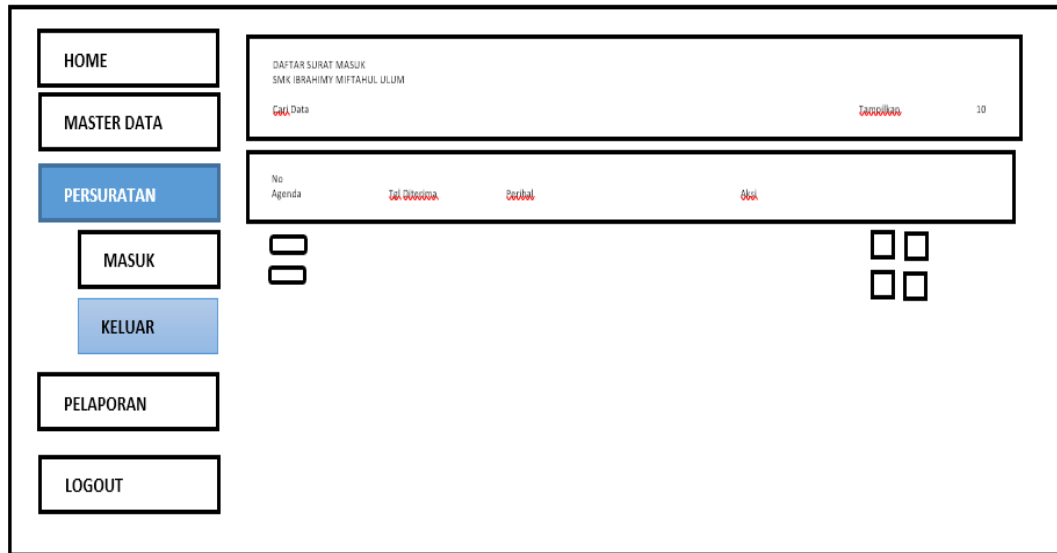 HOME
MASTER DATA
PERSURATAN
MASUK
KELUAR
PELAPORAN
LOGOUT
DAFTAR SURAT MASUK
SMK IBRAHIMY MIFTAHUL ULUM
Cari Data Tampilkan 10
No
Agenda Tgl Diterima Perihal Aksi